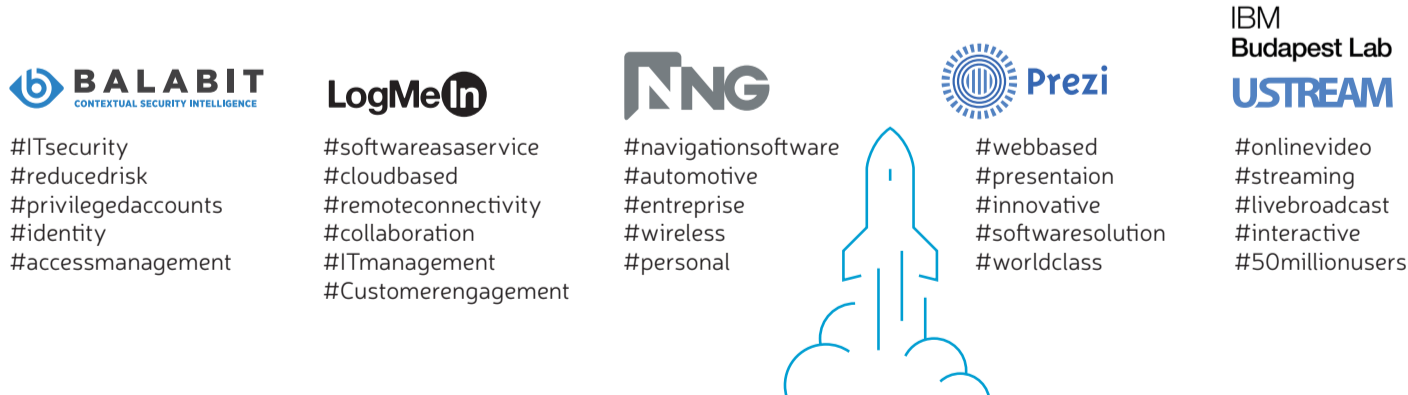 BALABIT
CONTEXTUAL SECURITY INTELLIGENCE
#ITsecurity
#reducedrisk
#privilegedaccounts
#identity
#accessmanagement
LogMeIn
#softwareasaservice
#cloudbased
#remoteconnectivity
#collaboration
#ITmanagement
#Customerengagement
NNG
#navigationsoftware
#automotive
#entreprise
#wireless
#personal
Prezi
#webbased
#presentaion
#innovative
#softwaresolution
#worldclass
IBM
Budapest Lab
USTREAM
#onlinevideo
#streaming
#livebroadcast
#interactive
#50millionusers